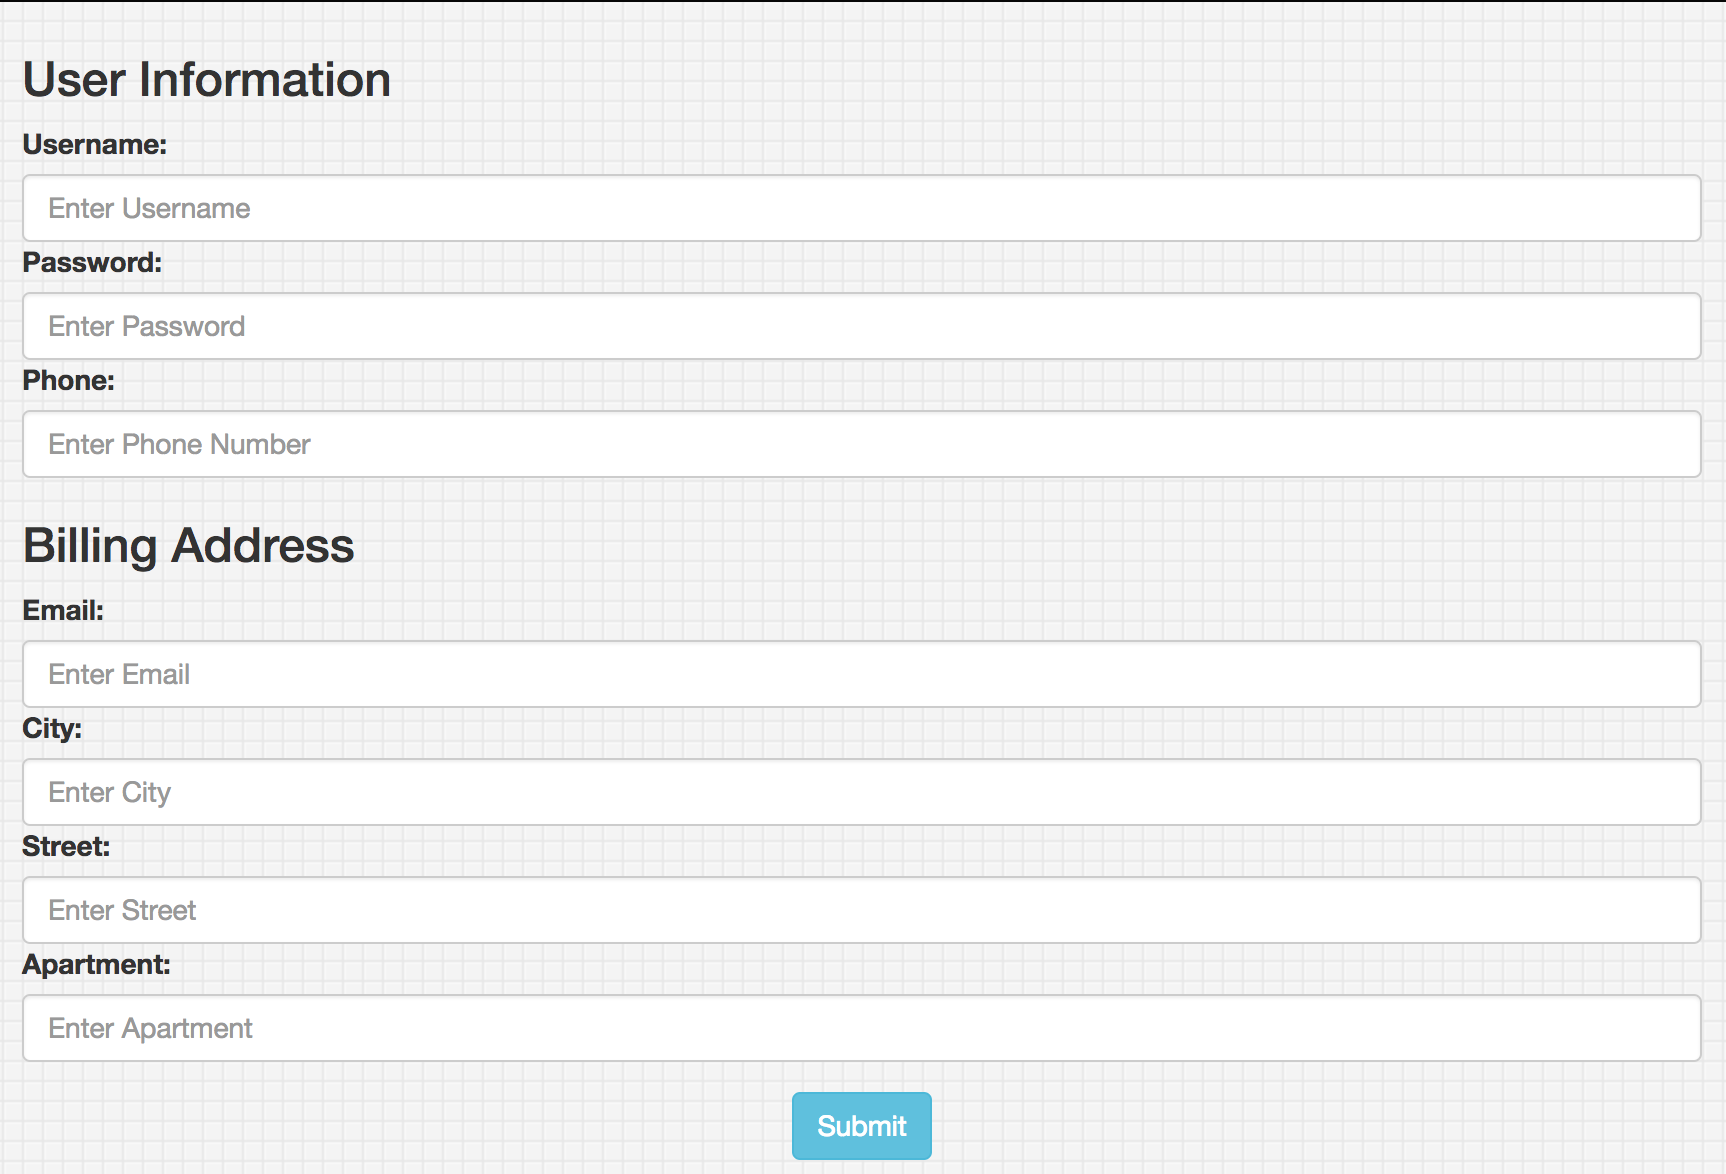 User Information
Username:
Enter Username
Password:
Enter Password
Phone:
Enter Phone Number
Billing Address
Email:
Enter Email
City:
Enter City
Street:
Enter Street
Apartment:
Enter Apartment
Submit